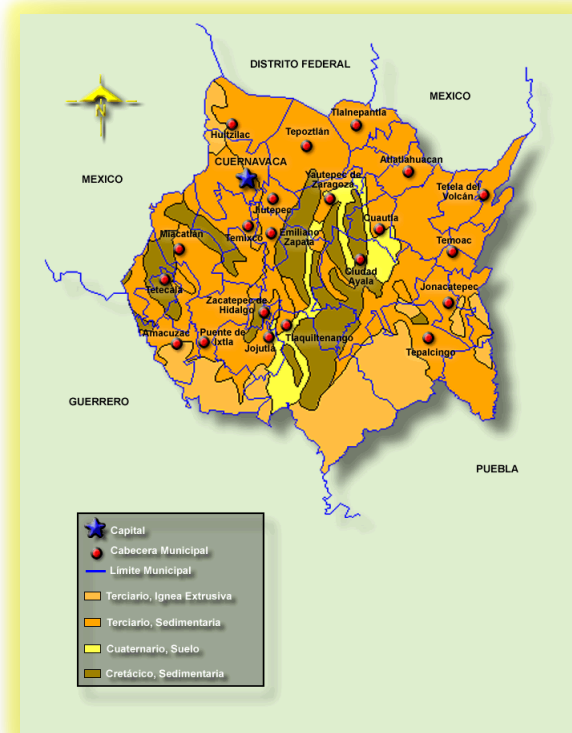 DISTRITO FEDERAL
MEXICO
N
Tlalnepantla
Huitzilac
Tepoztlán
CUERNAVACA
Atlatlahuacan
MEXICO
Yautepec de
Zaragoza
Tetela del
Volcán
Jiutepec
Cuautla
Miacatlán
Temixco
Emiliano
Zapata
Temoac
Ciudad
Ayala
Tetecala
Jonacatepec
Zacatepec de
Hidalgo
Amacuzac
Puente de
Ixtla
Jojutla
Tlaquiltenango
Tepalcingo
GUERRERO
PUEBLA
Capital
Cabecera Municipal
Límite Municipal
Terciario, Ignea Extrusiva
Terciario, Sedimentaria
Cuaternario, Suelo
Cretácico, Sedimentaria